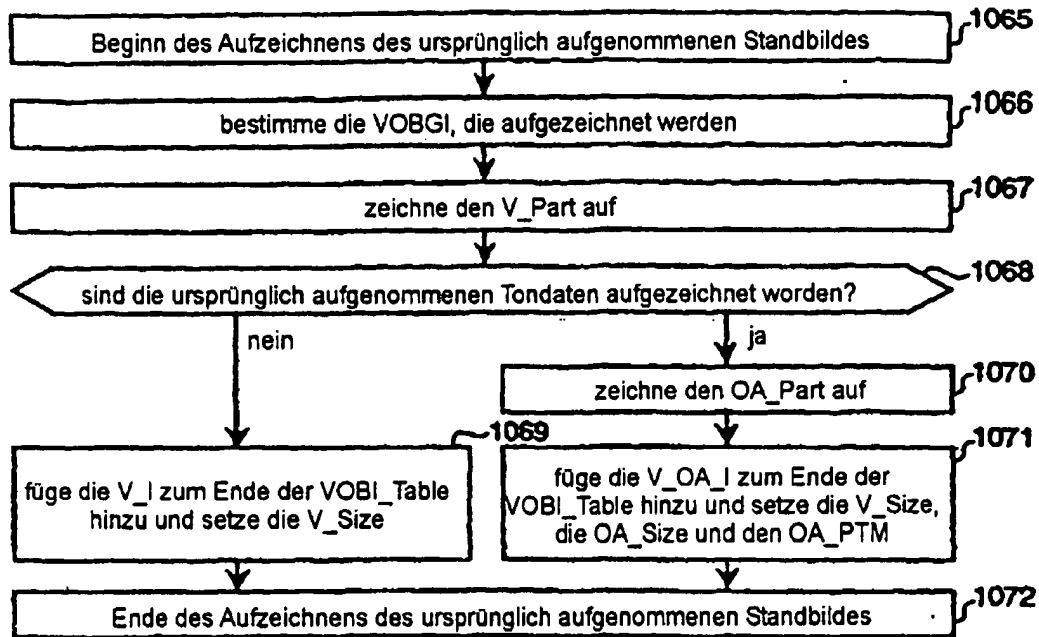 1065
Beginn des Aufzeichnens des ursprünglich aufgenommenen Standbildes
1066
bestimme die VOBGI, die aufgezeichnet werden
1067
zeichne den V_Part auf
1068
sind die ursprünglich aufgenommenen Tondaten aufgezeichnet worden?
nein
ja
1070
zeichne den OA_Part auf
1069
füge die V_I zum Ende der VOBI_Table
hinzu und setze die V_Size
1071
füge die V_OA_I zum Ende der
VOBI_Table hinzu und setze die V_Size,
die OA_Size und den OA_PTM
1072
Ende des Aufzeichnens des ursprünglich aufgenommenen Standbildes